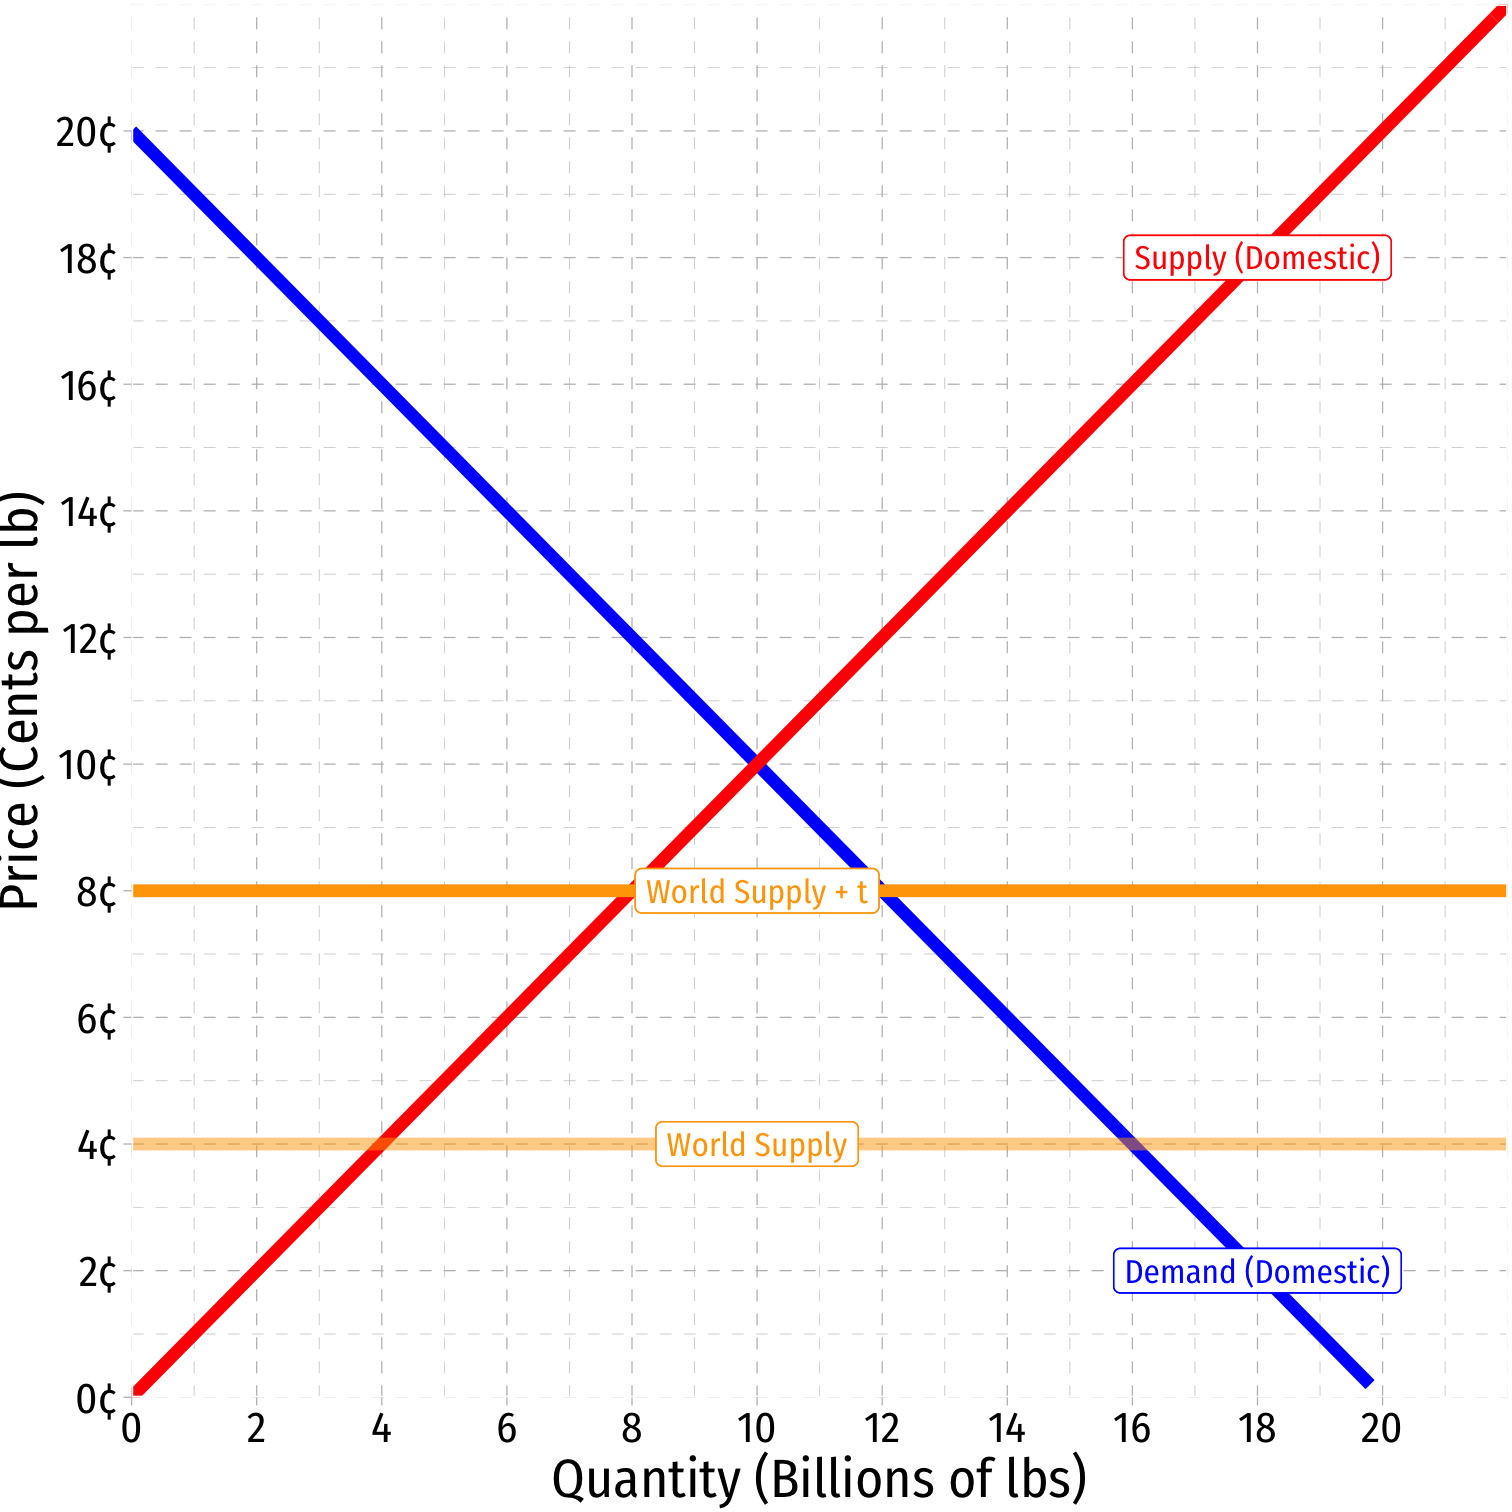 Price (Cents per lb)
20¢
18¢
16¢
14¢
12¢
10¢
8¢
6¢
4¢
2¢
0¢
Supply (Domestic)
World Supply + t
World Supply
Demand (Domestic)
0 2 4 6 8 10 12 14 16 18 20
Quantity (Billions of lbs)